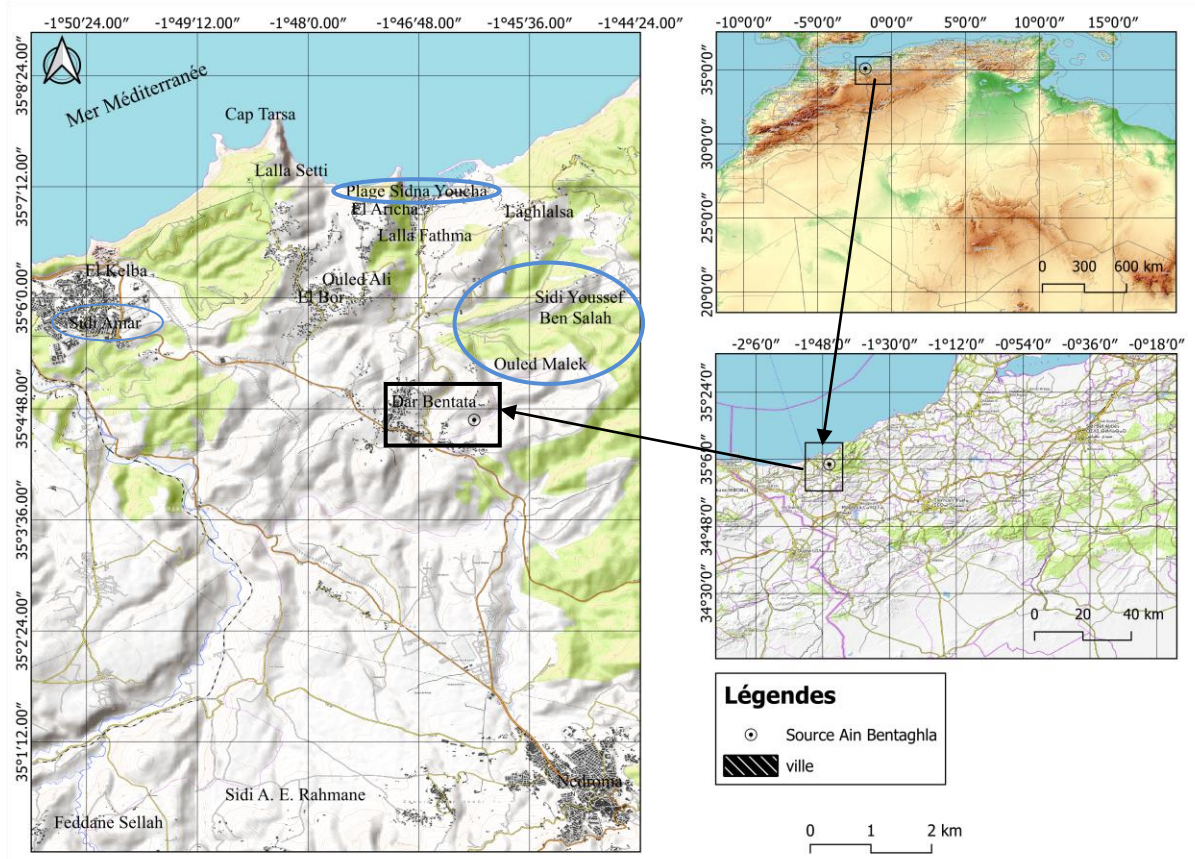 -1°50′24.00″ -1°49′12.00″ -1°48′0.00″ -1°46′48.00″ -1°45′36.00″ -1°44′24.00″
35°8′24.00″
35°7′12.00″
35°6′0.00″
35°4′48.00″
35°3′36.00″
35°2′24.00″
35°1′12.00″
Mer Méditerranée
Cap Tarsa
Lalla Setti
Plage Sidna Youcha
El Aricha
Laghlalsa
Lalla Fathma
El Kelba
Ouled Ali
El Bor
Sidi Youssef
Ben Salah
Sidi Amar
Ouled Malek
Dar Bentata
Nedroma
Sidi A. E. Rahmane
Feddane Sellah
-10°0′0″ -5°0′0″ 0°0′0″ 5°0′0″ 10°0′0″ 15°0′0″
35°0′0″
30°0′0″
25°0′0″
20°0′0″
0 300 600 km
-2°6′0″ -1°48′0″ -1°30′0″ -1°12′0″ -0°54′0″ -0°36′0″ -0°18′0″
35°24′0″
35°6′0″
34°48′0″
34°30′0″
0 20 40 km
Légendes
Source Ain Bentaghla
ville
0 1 2 km